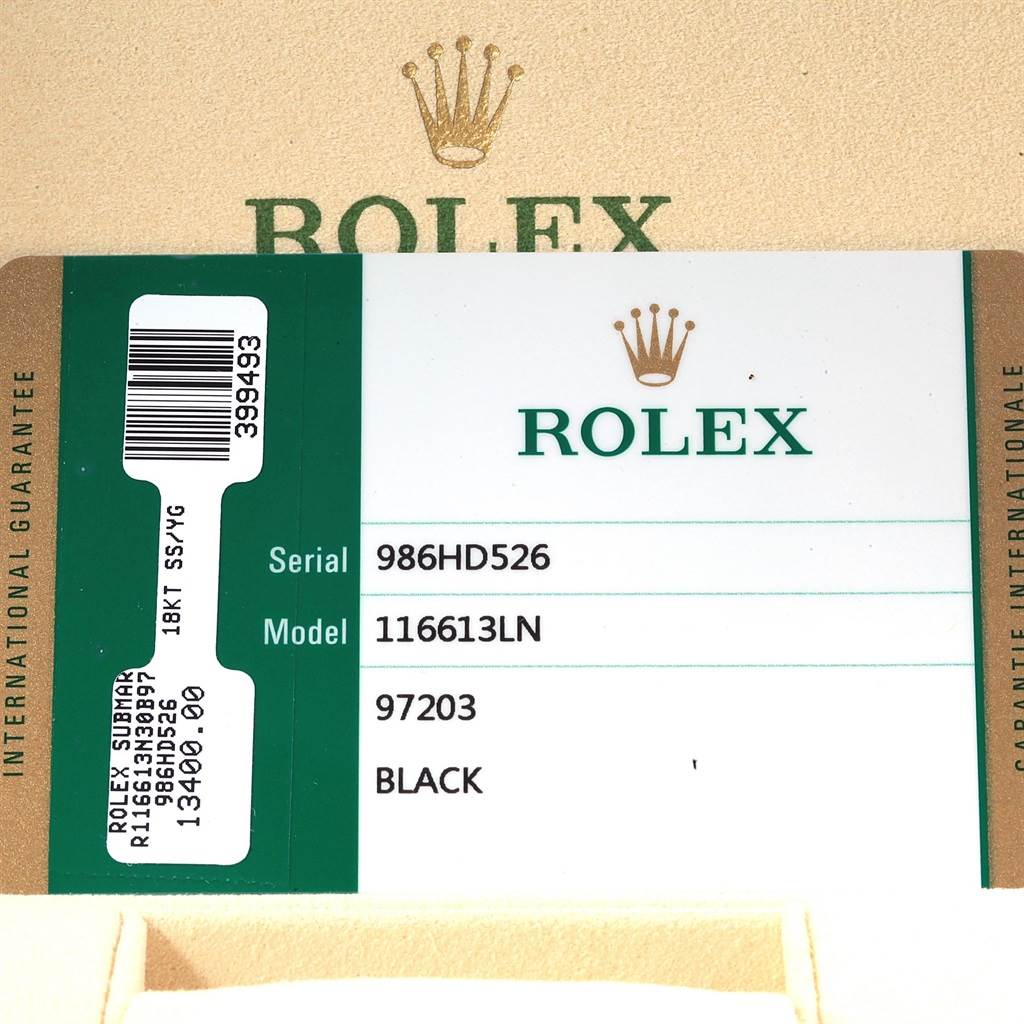 ROLEX
INTERNATIONAL GUARANTEE
399493
18KT SS/YG
ROLEX SUBMAR
R116613N30B97
986HD526
13400.00
ROLEX
Serial 986HD526
Model 116613LN
97203
BLACK
GARANTIE INTERNATIONALE